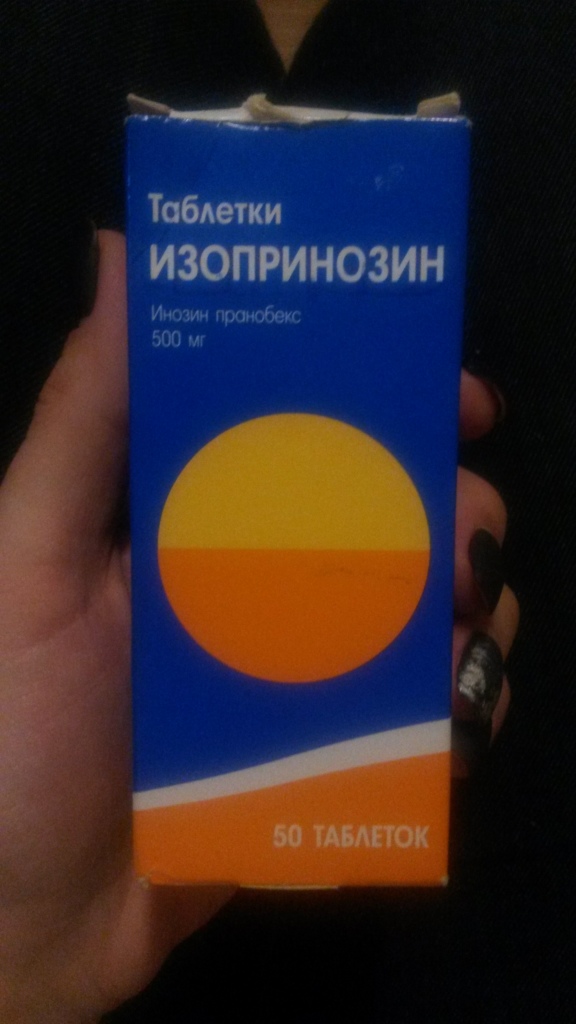 Таблетки
ИЗОПРИНОЗИН
Инозин пранобекс
500 мг
50 ТАБЛЕТОК